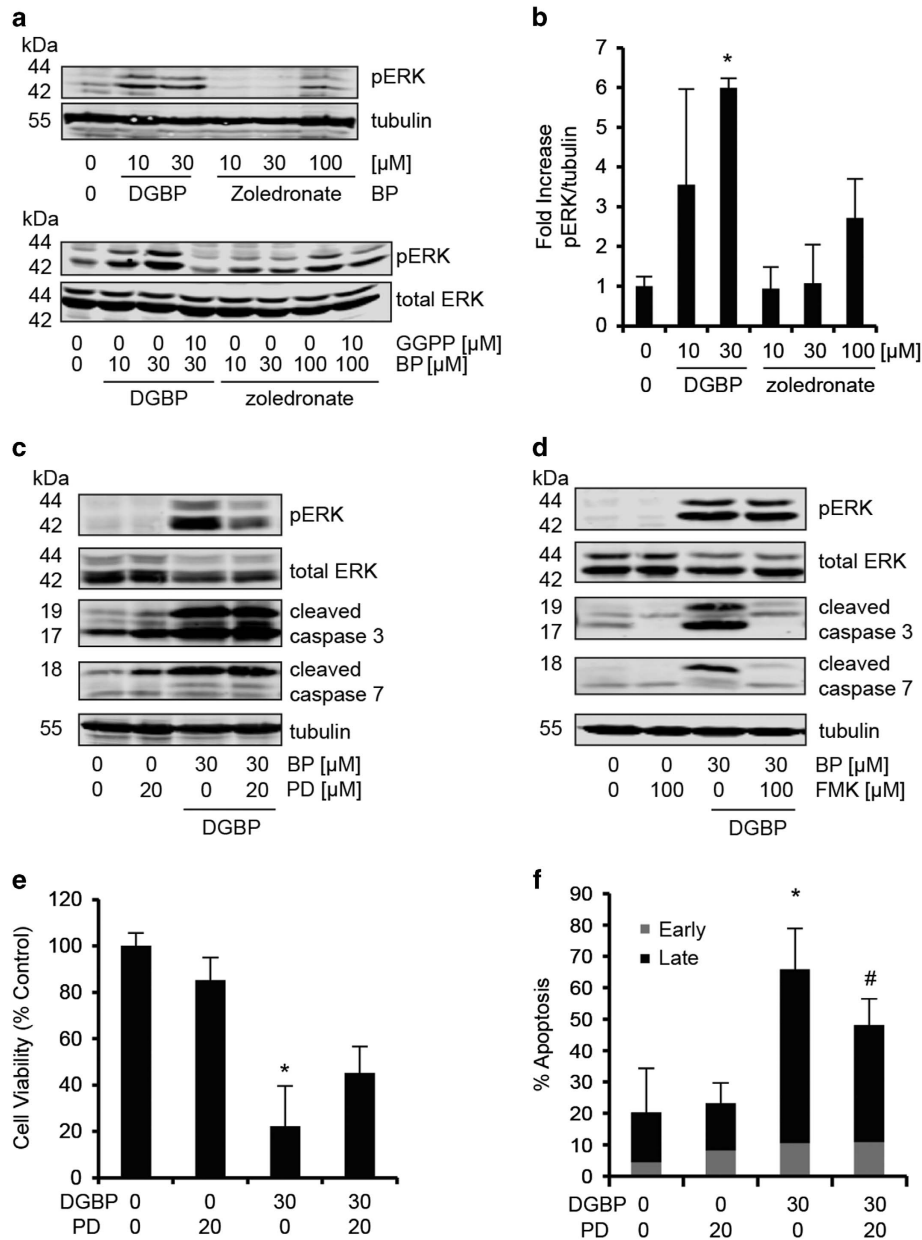 a
kDa
44
42
pERK
55
tubulin
0 10 30 10 30 100 [µM]
0 DGBP Zoledronate BP
kDa
44
42
pERK
44
42
total ERK
0 0 0 10 0 0 0 10 GGPP [µM]
0 10 30 30 10 30 100 100 BP [µM]
DGBP zoledronate
b
Fold Increase
pERK/tubulin
7
6
5
4
3
2
1
0
*
0 10 30 10 30 100 [µM]
0 DGBP zoledronate
c
kDa
44
42
pERK
44
42
total ERK
19
17
cleaved
caspase 3
18
cleaved
caspase 7
55
tubulin
0 0 30 30 BP [µM]
0 20 0 20 PD [µM]
DGBP
d
kDa
44
42
pERK
44
42
total ERK
19
17
cleaved
caspase 3
18
cleaved
caspase 7
55
tubulin
0 0 30 30 BP [µM]
0 100 0 100 FMK [µM]
DGBP
e
Cell Viability (% Control)
120
100
80
60
40
20
0
*
DGBP 0 0 30 30
PD 0 20 0 20
f
% Apoptosis
90
80
70
60
50
40
30
20
10
0
Early
Late
*
#
DGBP 0 0 30 30
PD 0 20 0 20